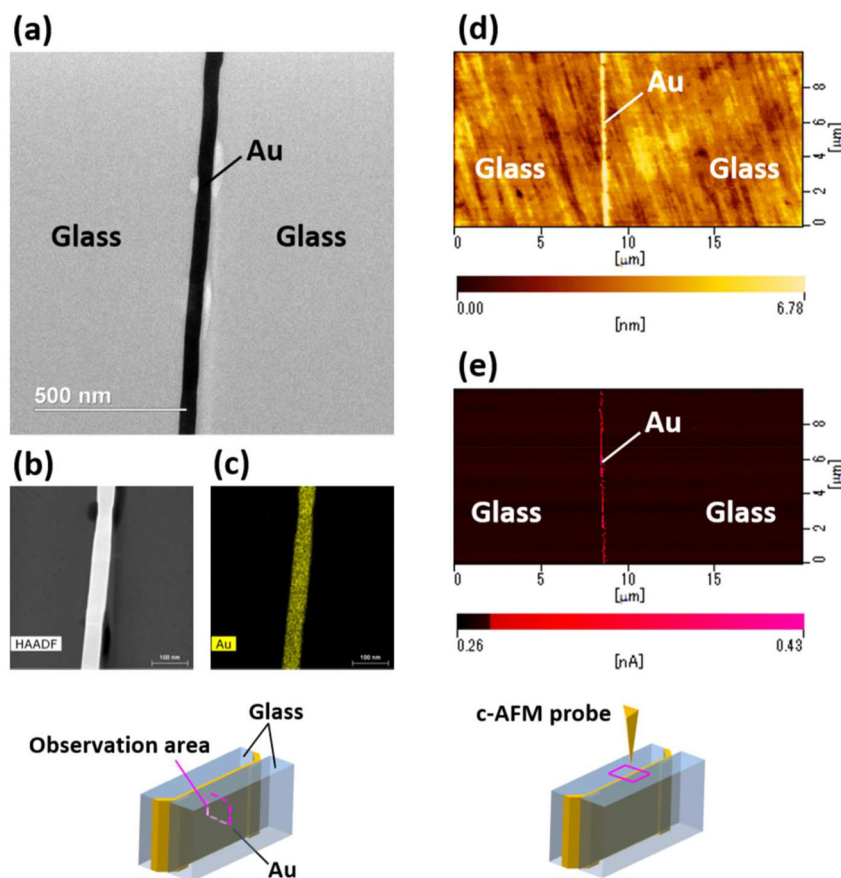 (a)
Au
Glass
Glass
500 nm
(b)
HAADF
100 nm
(c)
Au
100 nm
Glass
Observation area
Au
(d)
Au
Glass
Glass
0
2
4
6
8
[μm]
0
5
10
15
[μm]
0.00
6.78
[nm]
(e)
Au
Glass
Glass
0
2
4
6
8
[μm]
0
5
10
15
[μm]
0.26
0.43
[nA]
c-AFM probe